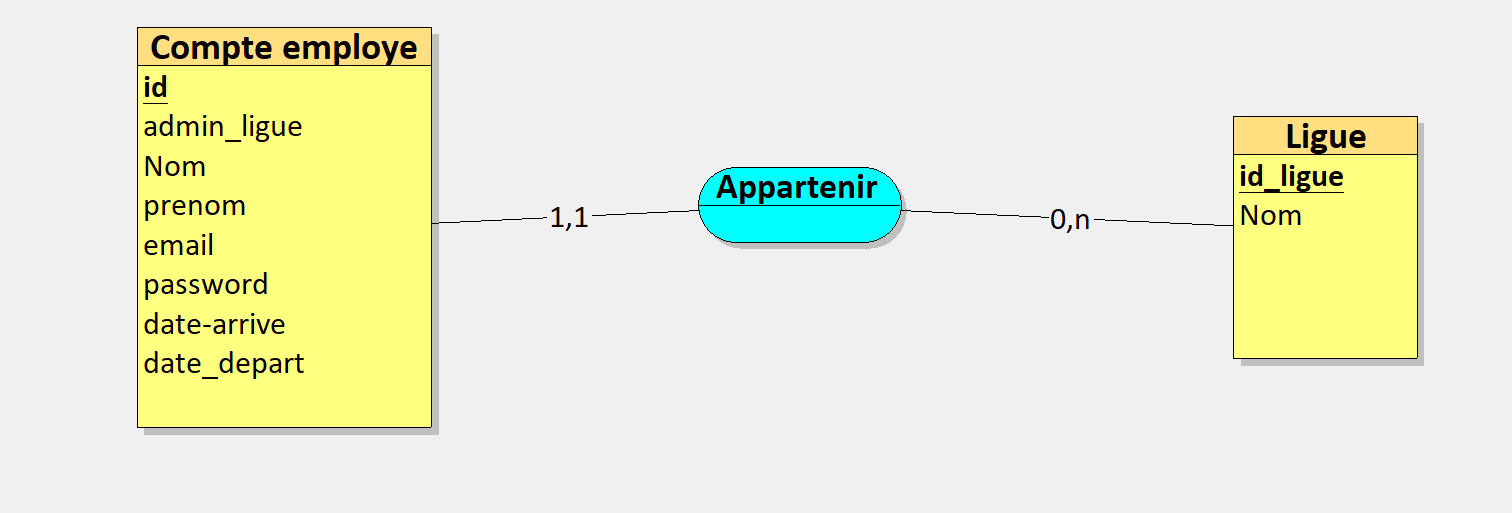 Compte employe
id
admin_ligue
Nom
prenom
email
password
date-arrive
date_depart
1,1
Appartenir
0,n
Ligue
id_ligue
Nom